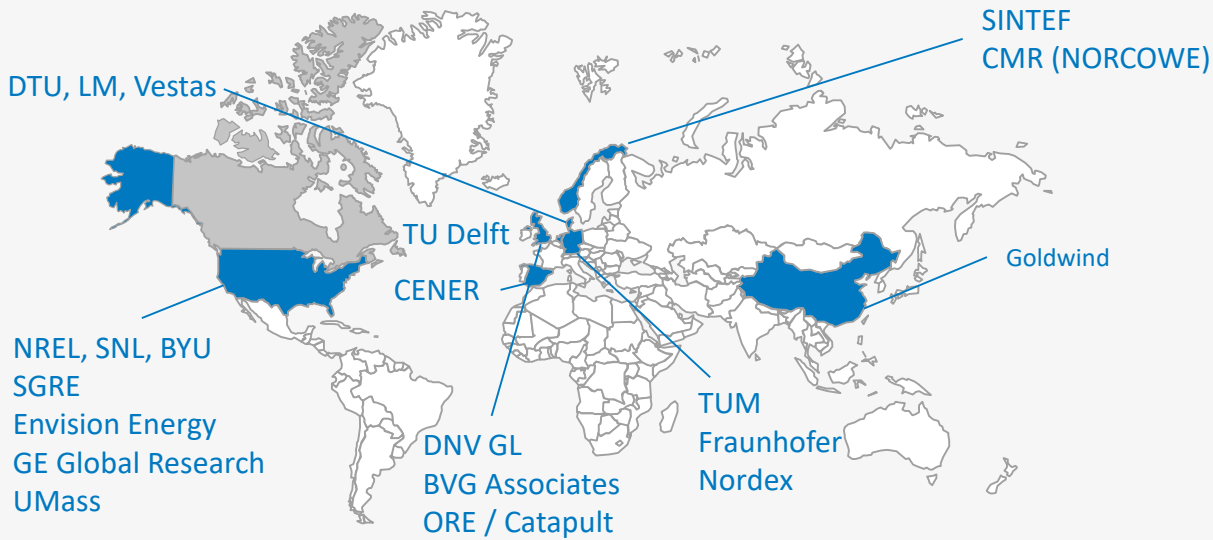 SINTEF
CMR (NORCOWE)
DTU, LM, Vestas
TU Delft
Goldwind
CENER
NREL, SNL, BYU
SGRE
Envision Energy
GE Global Research
UMass
DNV GL
BVG Associates
ORE / Catapult
TUM
Fraunhofer
Nordex